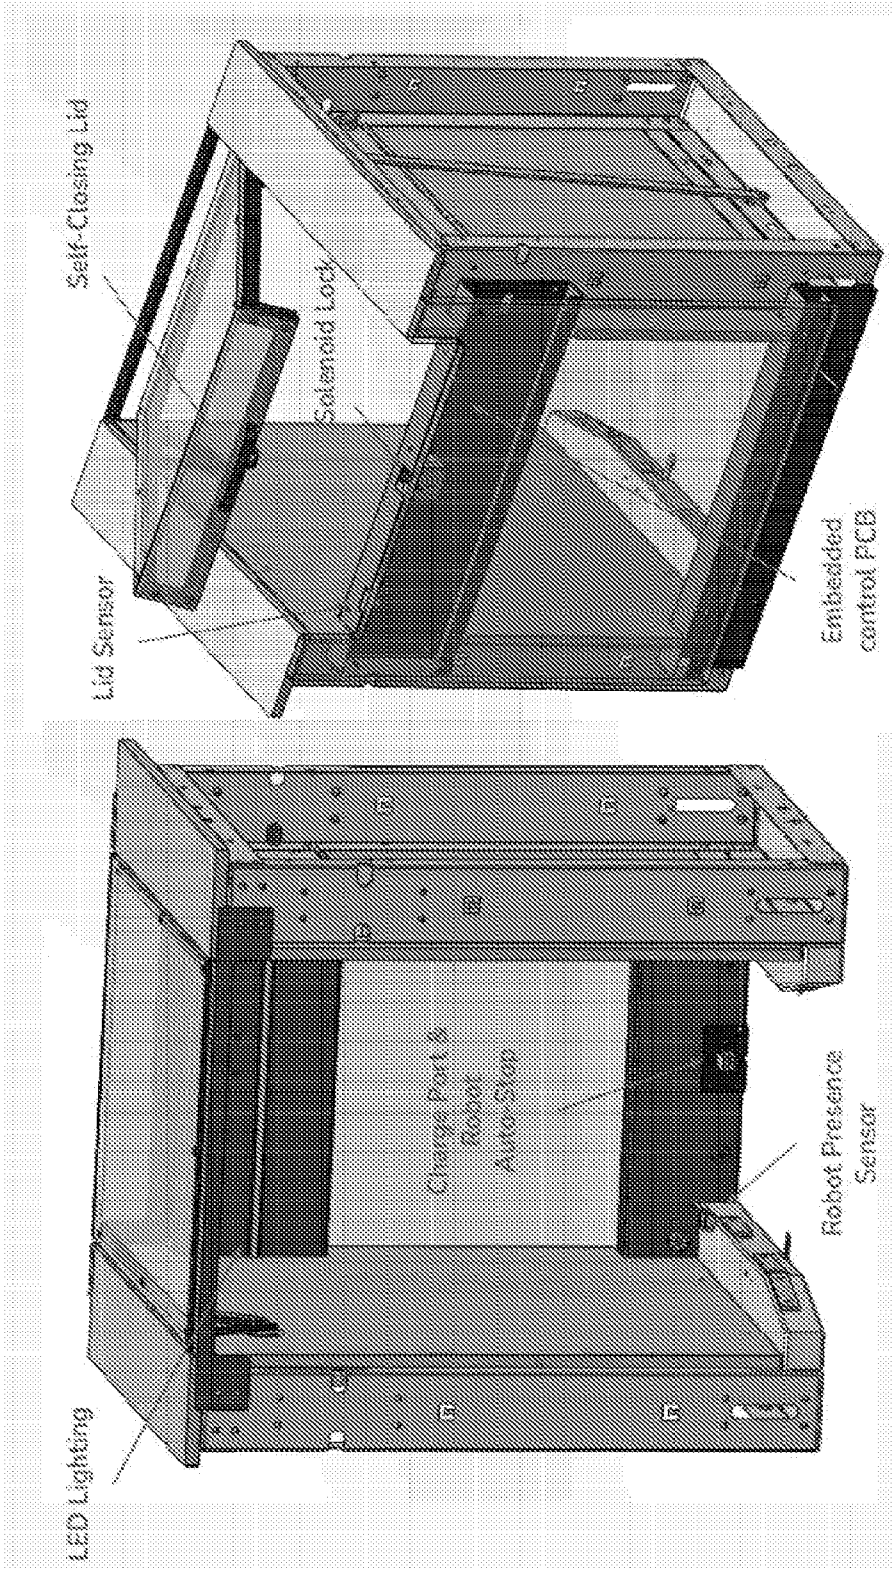 Self-Closing Lid
Solenoid Lock
Lid Sensor
Embedded
control PCB
LED Lighting
Charge Port &
Robot
Auto-Stop
Robot Presence
Sensor